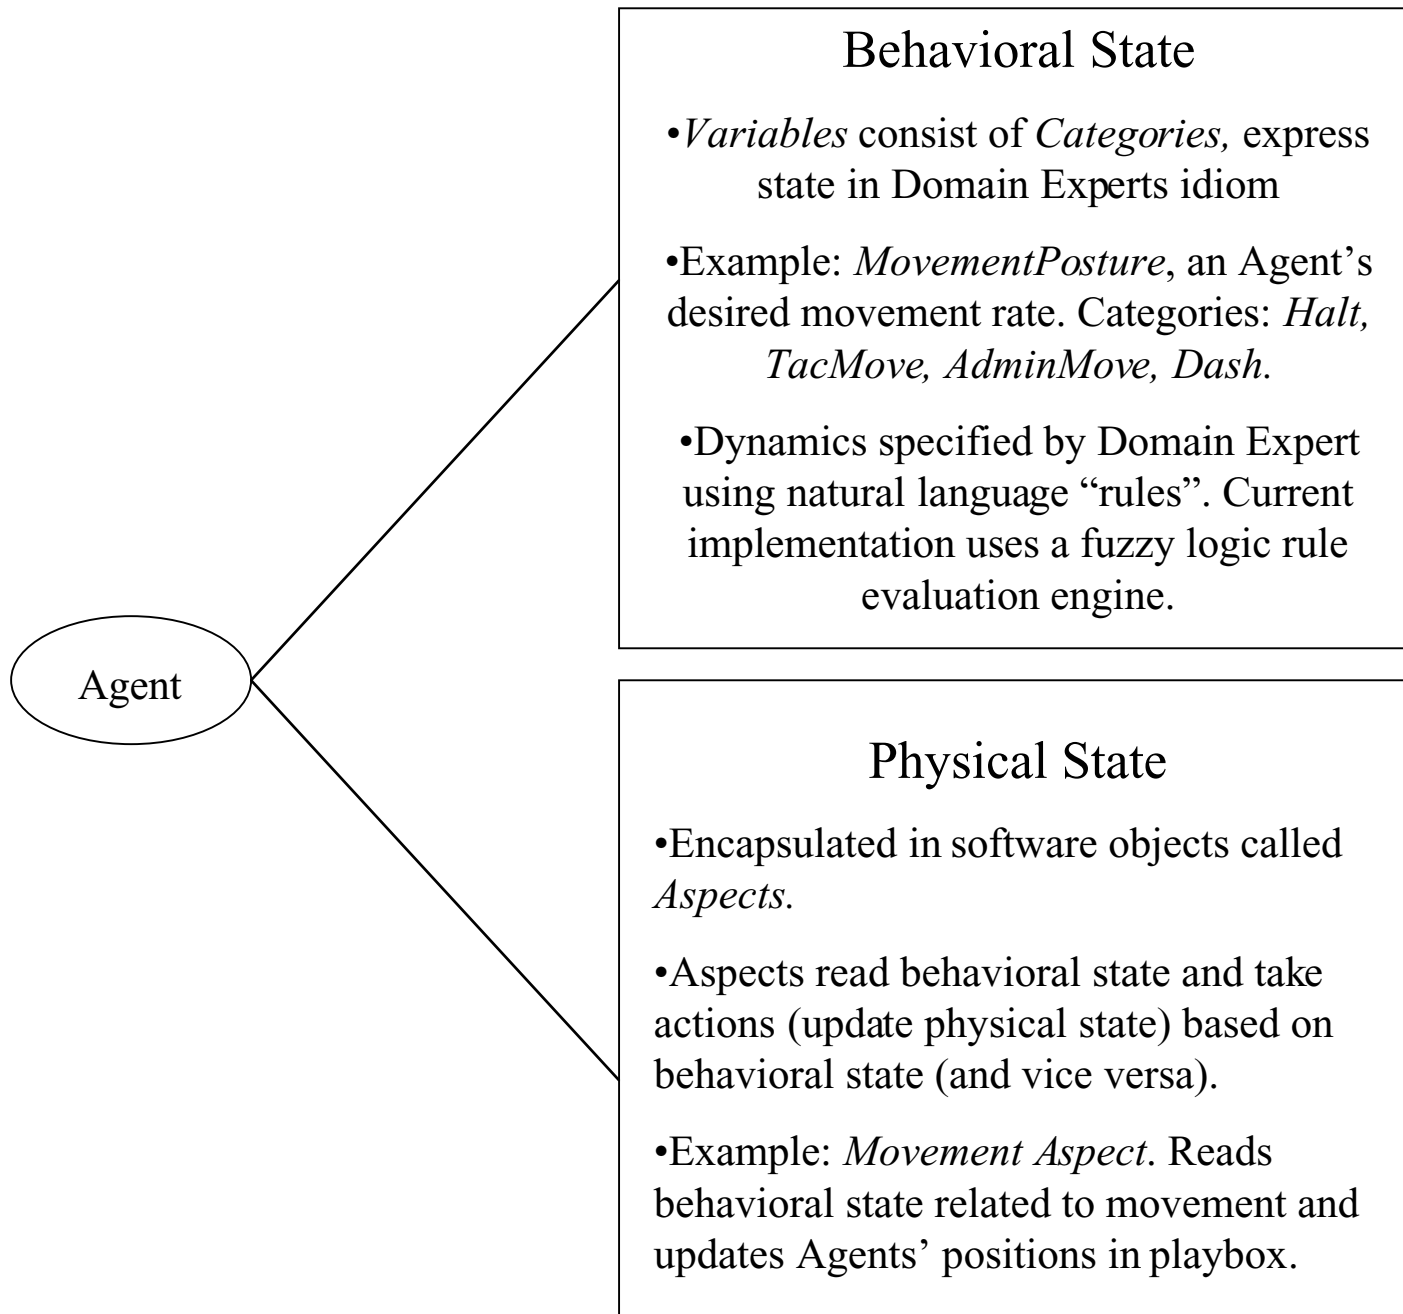 Behavioral State
•Variables consist of Categories, express
state in Domain Experts idiom
•Example: MovementPosture, an Agent’s
desired movement rate. Categories: Halt,
TacMove, AdminMove, Dash.
•Dynamics specified by Domain Expert
using natural language “rules”. Current
implementation uses a fuzzy logic rule
evaluation engine.
Agent
Physical State
•Encapsulated in software objects called
Aspects.
•Aspects read behavioral state and take
actions (update physical state) based on
behavioral state (and vice versa).
•Example: Movement Aspect. Reads
behavioral state related to movement and
updates Agents’ positions in playbox.